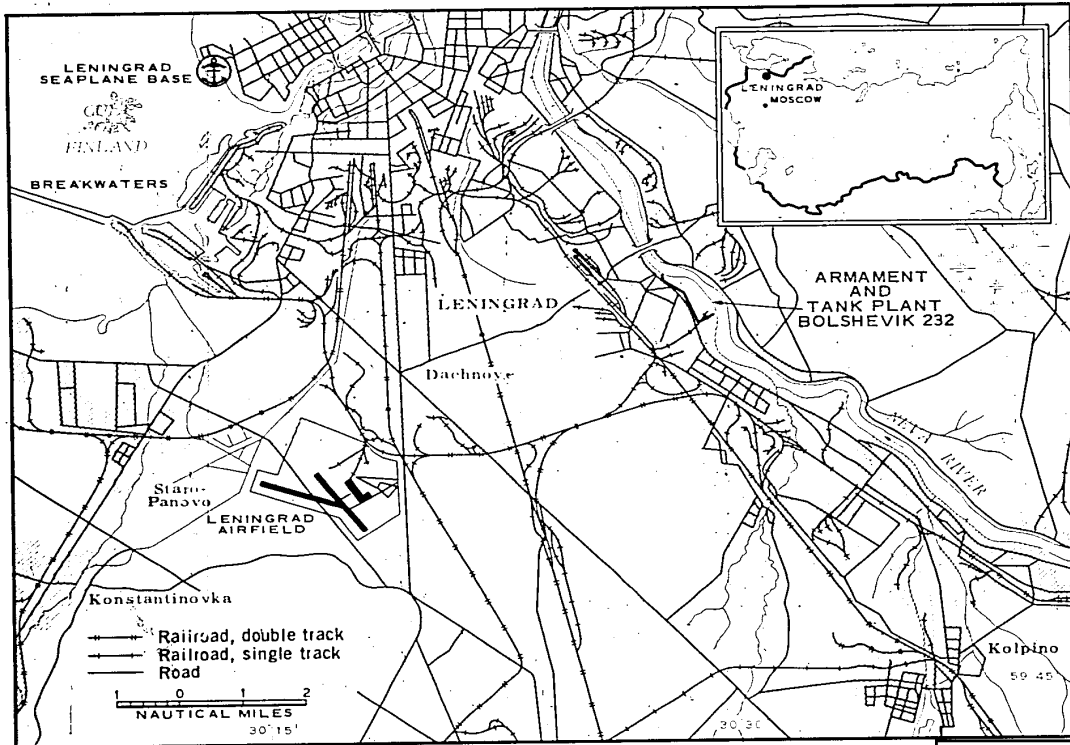 LENINGRAD
SEAPLANE BASE
GULF
FINLAND
BREAKWATERS
LENINGRAD
MOSCOW
ARMAMENT
AND
TANK PLANT
BOLSHEVIK 232
LENINGRAD
Dachnoye
NEVA
RIVER
Staro-
Panovo
LENINGRAD
AIRFIELD
Konstantinovka
Railroad, double track
Railroad, single track
Road
1 0 1 2
NAUTICAL MILES
30°15'
30°30'
Kolpino
59°45'